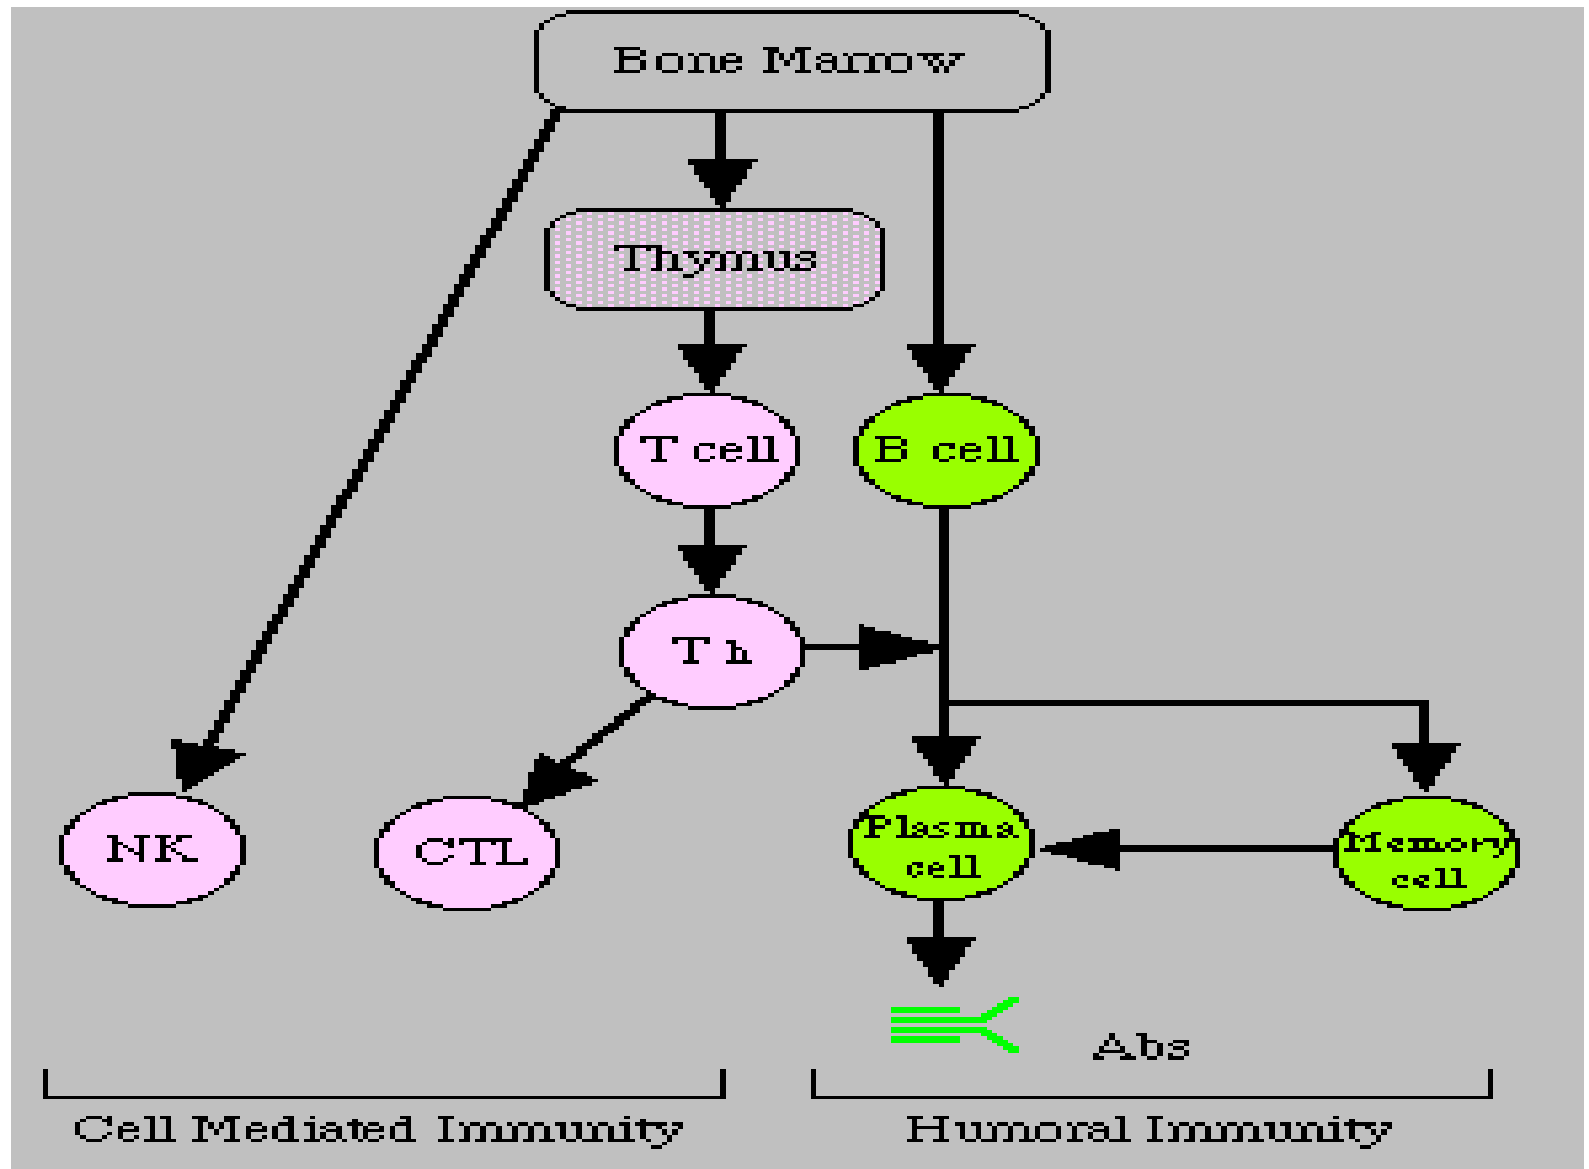 Bone Marrow
Thymus
T cell
B cell
T h
NK
CTL
Plasma
cell
Memory
cell
Abs
Cell Mediated Immunity
Humoral Immunity